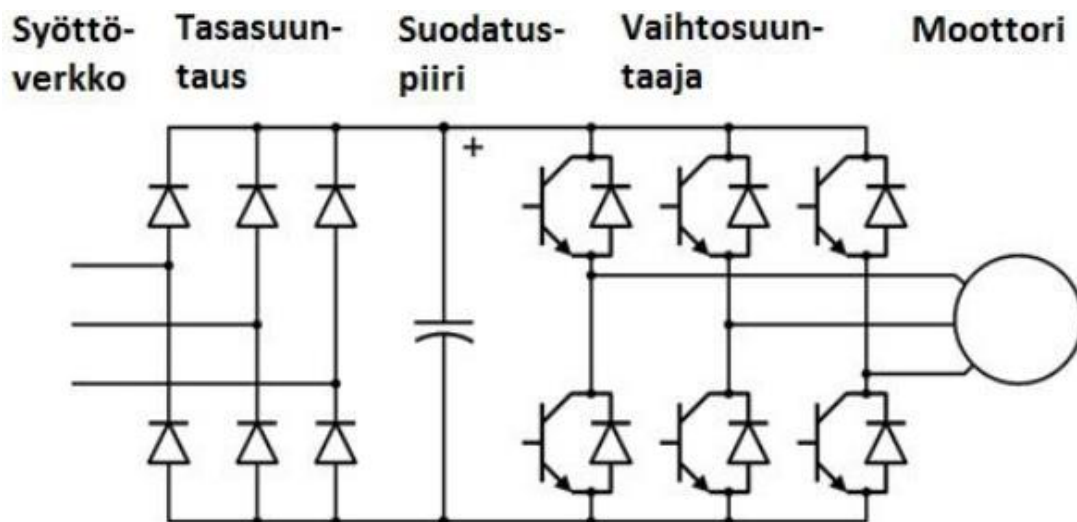 Syöttö-
verkko
Tasasuun-
taus
Suodatus-
piiri
Vaihtosuun-
taaja
Moottori
+